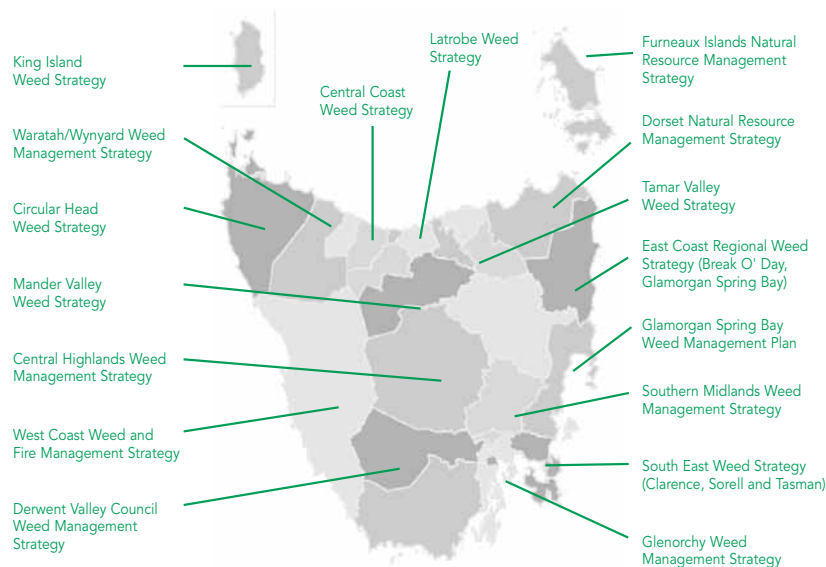 King Island
Weed Strategy
Waratah/Wynyard Weed
Management Strategy
Circular Head
Weed Strategy
Mander Valley
Weed Strategy
Central Highlands Weed
Management Strategy
West Coast Weed and
Fire Management Strategy
Derwent Valley Council
Weed Management
Strategy
Central Coast
Weed Strategy
Latrobe Weed
Strategy
Furneaux Islands Natural
Resource Management
Strategy
Dorset Natural Resource
Management Strategy
Tamar Valley
Weed Strategy
East Coast Regional Weed
Strategy (Break O' Day,
Glamorgan Spring Bay)
Glamorgan Spring Bay
Weed Management Plan
Southern Midlands Weed
Management Strategy
South East Weed Strategy
(Clarence, Sorell and Tasman)
Glenorchy Weed
Management Strategy